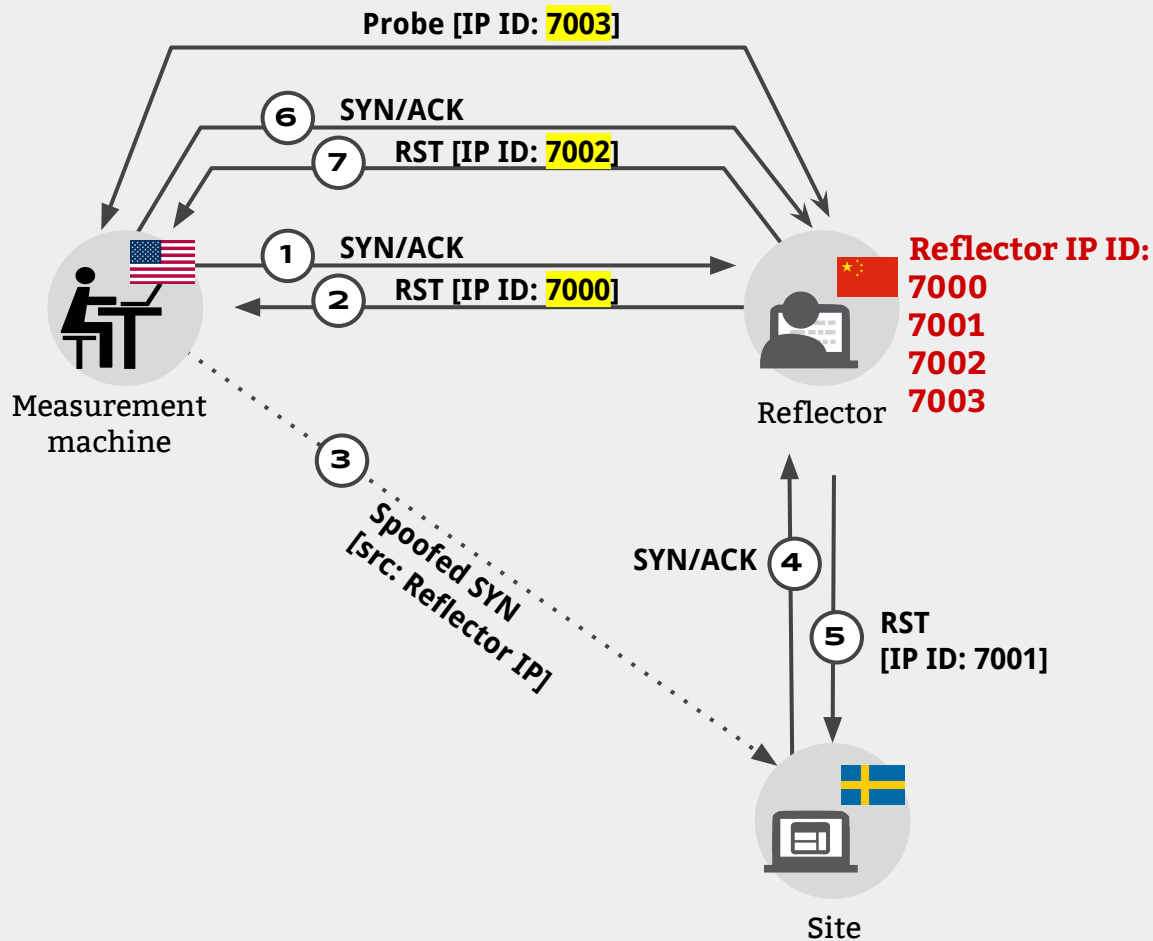 Probe [IP ID: 7003]
6 SYN/ACK
7 RST [IP ID: 7002]
1 SYN/ACK
2 RST [IP ID: 7000]
Reflector IP ID:
7000
7001
7002
7003
Measurement
machine
Reflector
3
Spoofed SYN
[src: Reflector IP]
SYN/ACK 4
5 RST
[IP ID: 7001]
Site